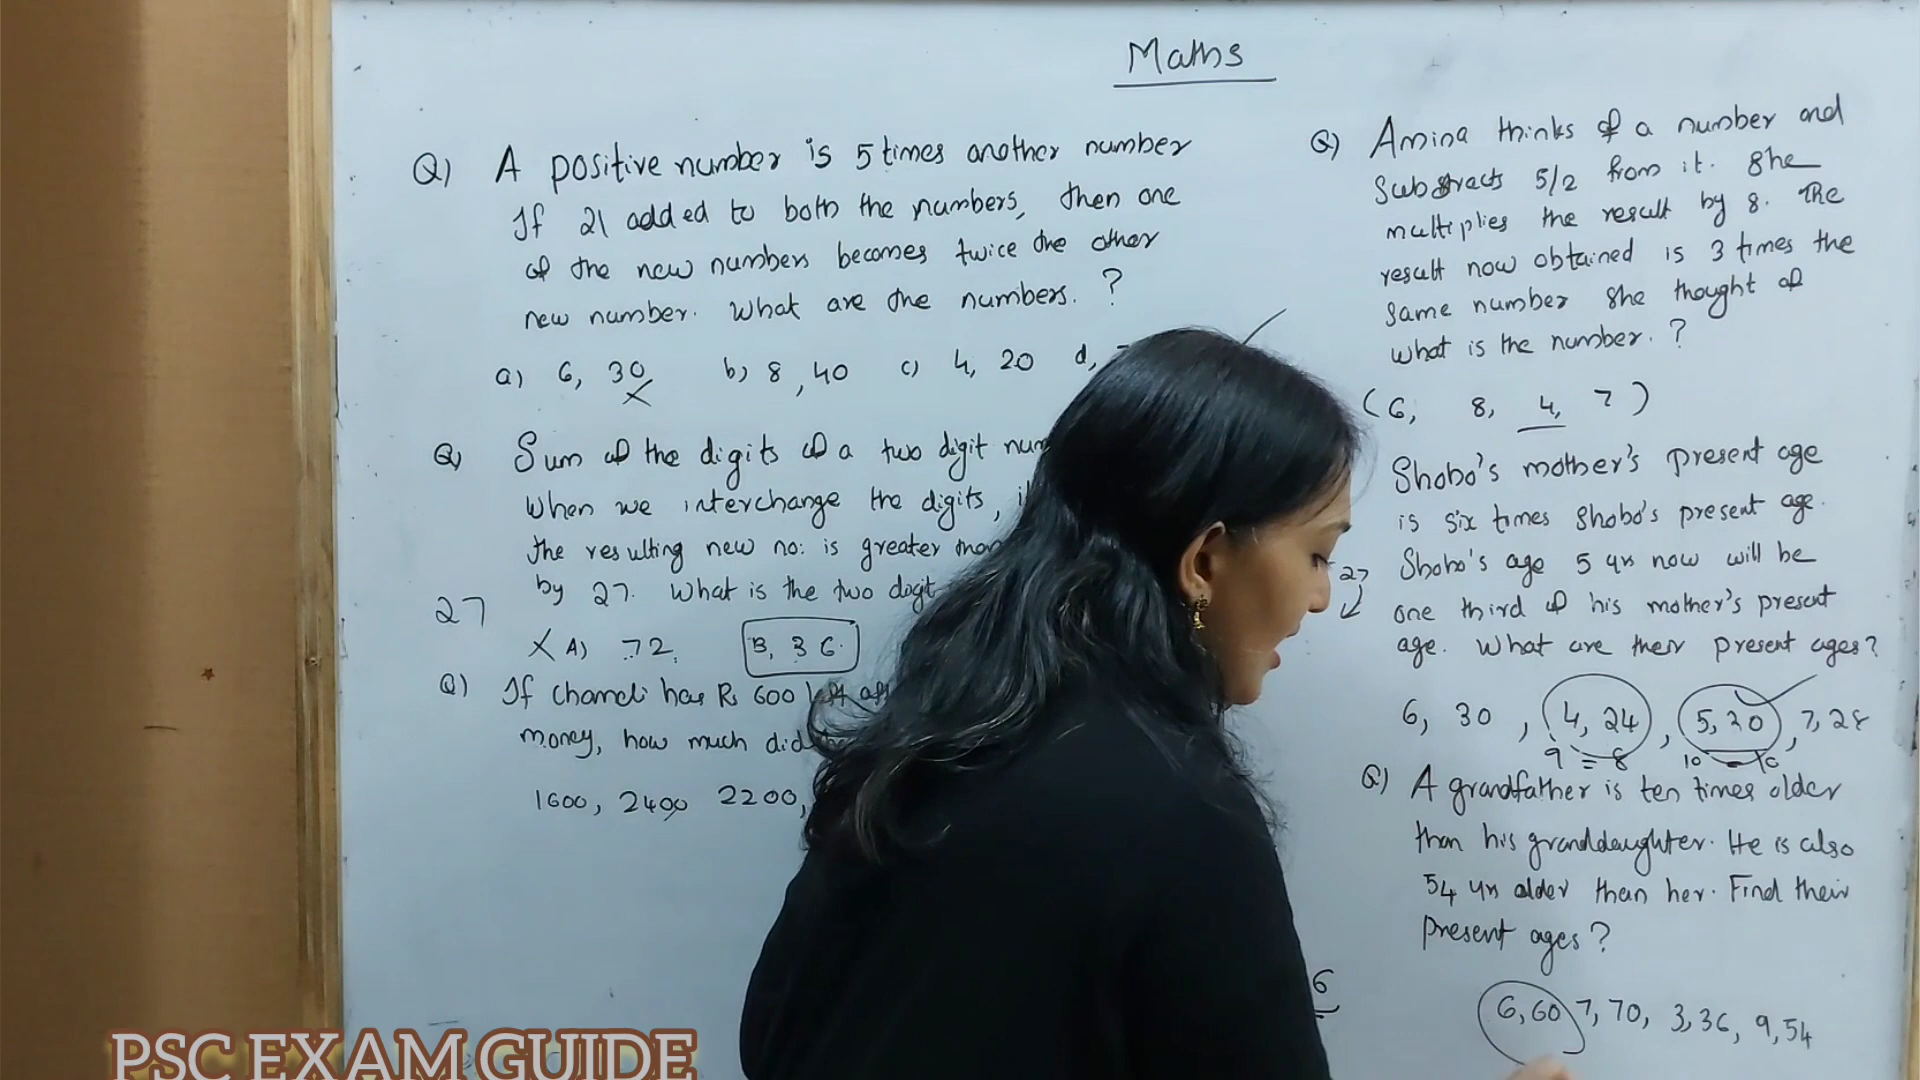 Maths
Q) A positive number is 5 times another number
If 21 added to both the numbers, then one
of the new numbers becomes twice the other
new number. What are the numbers. ?
a) 6, 30 b) 8, 40 c) 4, 20 d,
Q) Sum of the digits of a two digit num
When we interchange the digits, i
the resulting new no: is greater than
by 27. What is the two digit
27
X A) 72 B, 36
Q) If Chameli has Rs 600 left aft
money, how much did
1600, 2400 2200,
Q) Amina thinks of a number and
Substracts 5/2 from it. She
multiplies the result by 8. The
result now obtained is 3 times the
same number she thought of
what is the number. ?
(6, 8, 4, 7)
Shobo's mother's present age
is six times Shobo's present age.
Shobo's age 5 yrs now will be
27
one third of his mother's present
age. What are their present ages?
6, 30, 4, 24, 5, 30, 7, 28
9 = 8 10 = 10
Q) A grandfather is ten times older
than his granddaughter. He is also
54 yrs older than her. Find their
Present ages?
6
6, 60 7, 70, 3, 36, 9, 54
PSC EXAM GUIDE